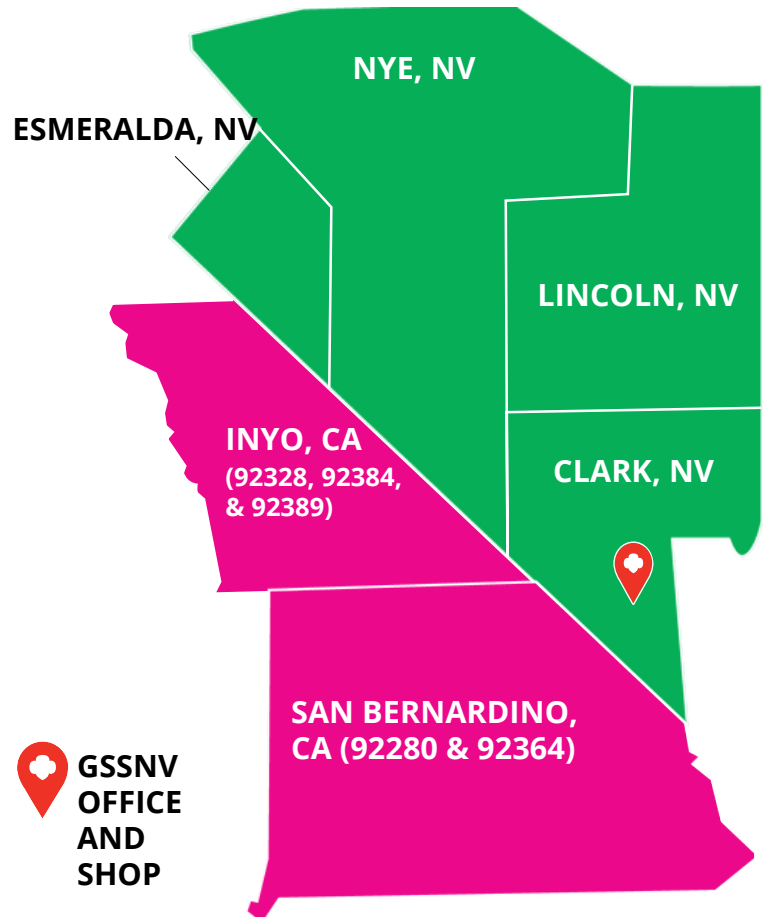 NYE, NV
ESMERALDA, NV
LINCOLN, NV
INYO, CA
(92328, 92384,
& 92389)
CLARK, NV
SAN BERNARDINO,
CA (92280 & 92364)
GSSNV
OFFICE
AND
SHOP